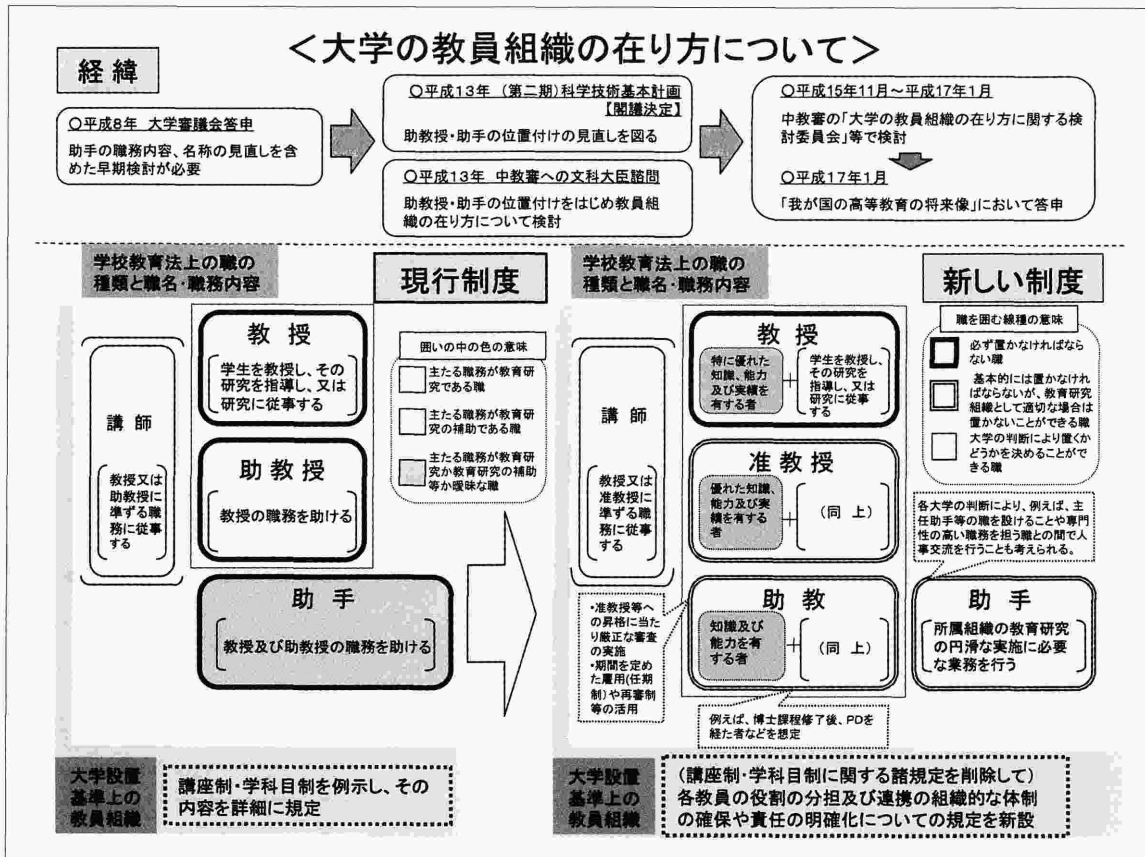 ＜大学の教員組織の在り方について＞
経緯
○平成8年 大学審議会答申
助手の職務内容、名称の見直しを含
めた早期検討が必要
○平成13年 (第二期)科学技術基本計画
【閣議決定】
助教授・助手の位置付けの見直しを図る
○平成13年 中教審への文科大臣諮問
助教授・助手の位置付けをはじめ教員組
織の在り方について検討
○平成15年11月～平成17年1月
中教審の「大学の教員組織の在り方に関する検
討委員会」等で検討
○平成17年1月
「我が国の高等教育の将来像」において答申
学校教育法上の職の
種類と職名・職務内容
現行制度
教 授
学生を教授し、その
研究を指導し、又は
研究に従事する
講 師
教授又は
助教授に
準ずる職
務に従事
する
助教授
教授の職務を助ける
助 手
教授及び助教授の職務を助ける
囲いの中の色の意味
主たる職務が教育研
究である職
主たる職務が教育研
究の補助である職
主たる職務が教育研
究か教育研究の補助
等か曖昧な職
大学設置
基準上の
教員組織
講座制・学科目制を例示し、その
内容を詳細に規定
学校教育法上の職の
種類と職名・職務内容
新しい制度
教 授
特に優れた
知識、能力
及び実績を
有する者
＋
学生を教授し、
その研究を
指導し、又は
研究に従事
する
講 師
教授又は
准教授に
準ずる職
務に従事
する
准教授
優れた知識、
能力及び実
績を有する
者
＋
(同 上)
助 教
知識及び
能力を有
する者
＋
(同 上)
・准教授等へ
の昇格に当た
り厳正な審査
の実施
・期間を定め
た雇用(任期
制)や再審制
等の活用
例えば、博士課程修了後、PDを
経た者などを想定
職を囲む線種の意味
必ず置かなければなら
ない職
基本的には置かなけれ
ばならないが、教育研究
組織として適切な場合は
置かないことができる職
大学の判断により置くか
どうかを決めることがで
きる職
各大学の判断により、例えば、主
任助手等の職を設けることや専門
性の高い職務を担う職との間で人
事交流を行うことも考えられる。
助 手
所属組織の教育研究
の円滑な実施に必要
な業務を行う
大学設置
基準上の
教員組織
(講座制・学科目制に関する諸規定を削除して)
各教員の役割の分担及び連携の組織的な体制
の確保や責任の明確化についての規定を新設